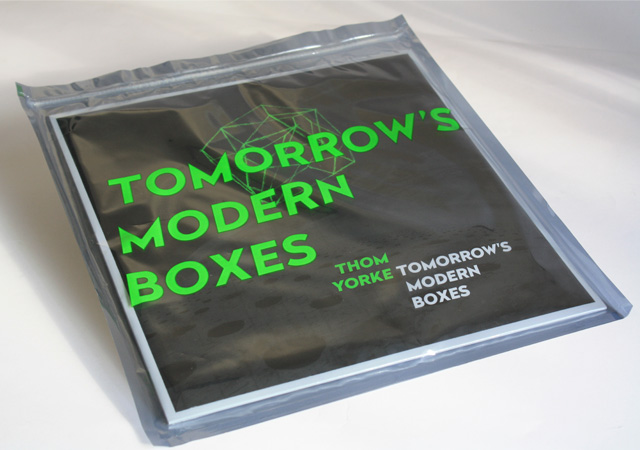 TOMORROW'S
MODERN
BOXES
THOM
YORKE
TOMORROW'S
MODERN
BOXES